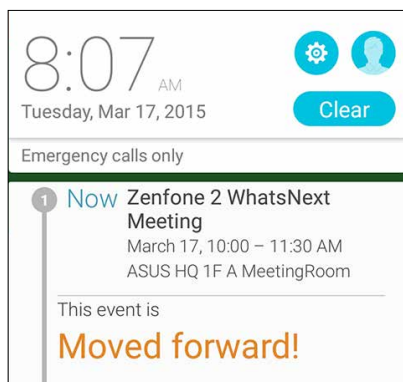 8:07 AM
Tuesday, Mar 17, 2015
Clear
Emergency calls only
1 Now Zenfone 2 WhatsNext
Meeting
March 17, 10:00 – 11:30 AM
ASUS HQ 1F A MeetingRoom
This event is
Moved forward!